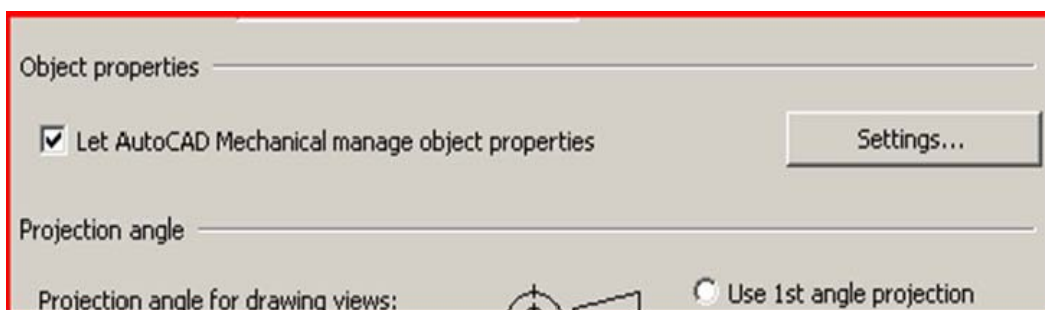 Object properties
Let AutoCAD Mechanical manage object properties
Settings...
Projection angle
Projection angle for drawing views:
Use 1st angle projection